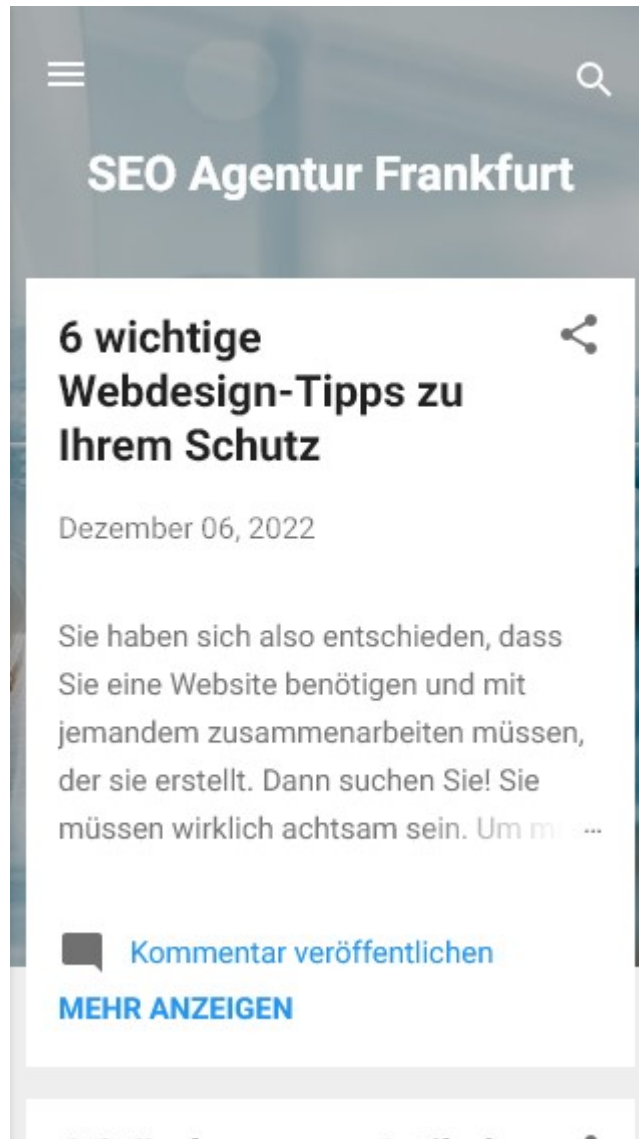 SEO Agentur Frankfurt
6 wichtige
Webdesign-Tipps zu
Ihrem Schutz
Dezember 06, 2022
Sie haben sich also entschieden, dass
Sie eine Website benötigen und mit
jemandem zusammenarbeiten müssen,
der sie erstellt. Dann suchen Sie! Sie
müssen wirklich achtsam sein. Um ...
Kommentar veröffentlichen
MEHR ANZEIGEN